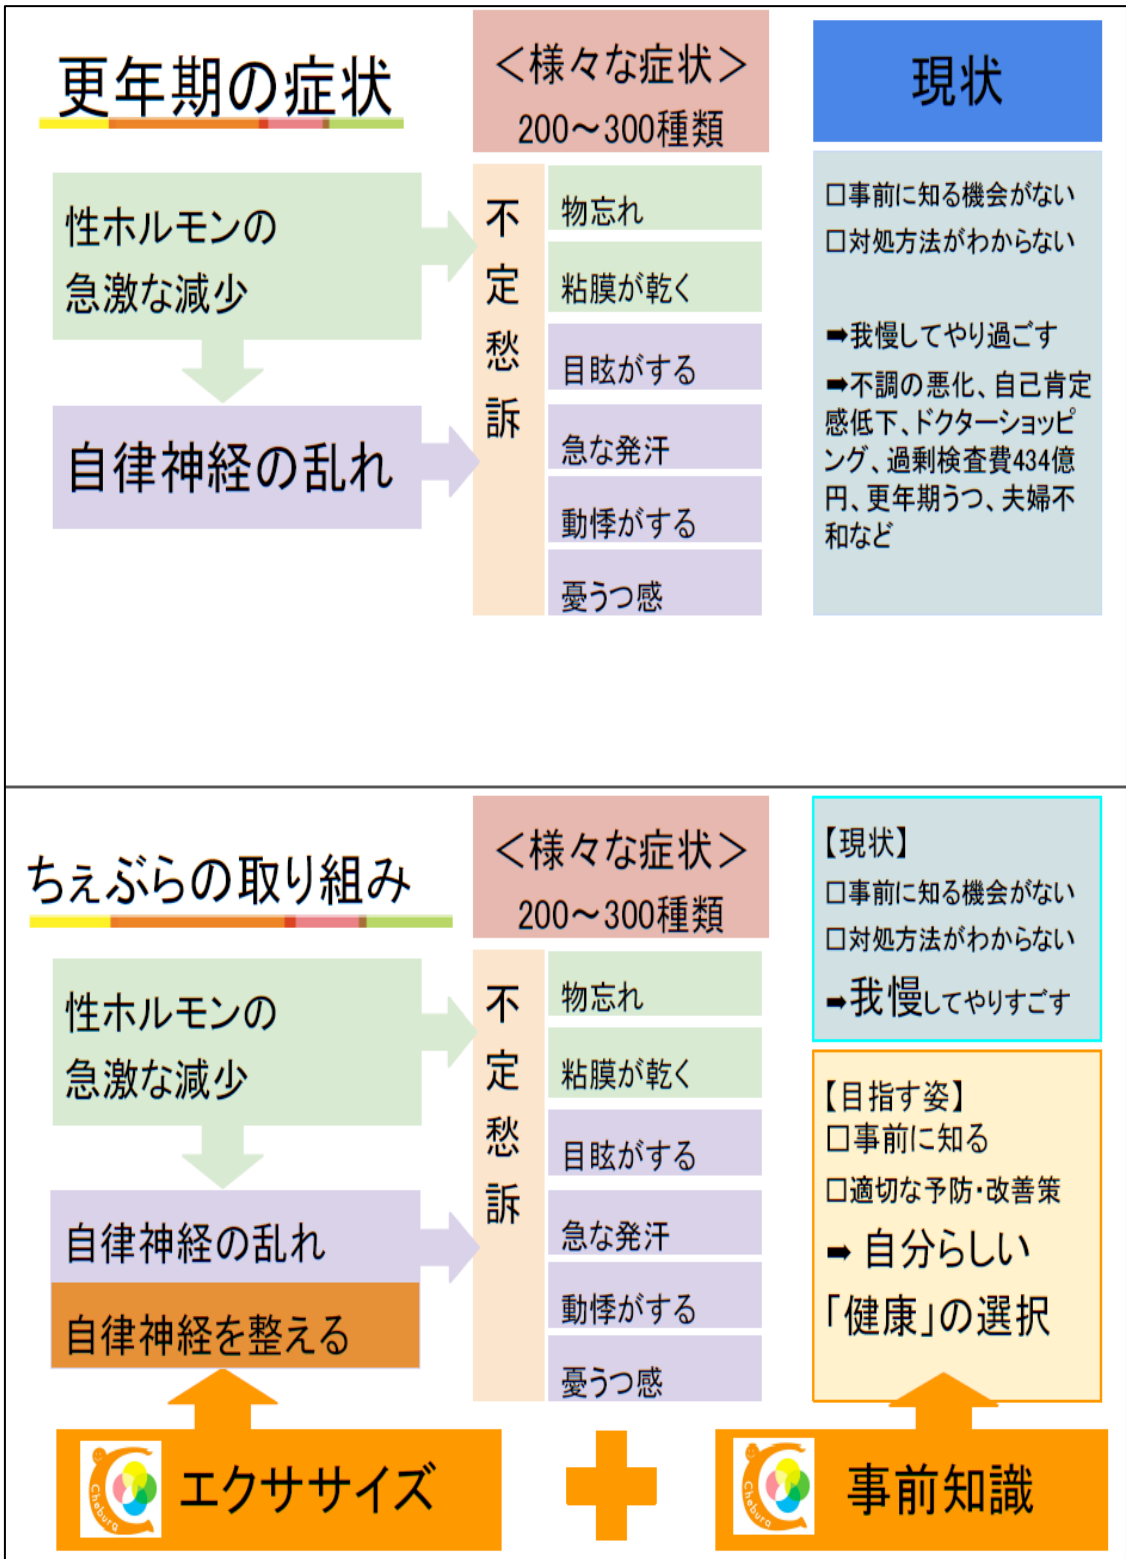 更年期の症状
＜様々な症状＞
200～300種類
現状
性ホルモンの
急激な減少
自律神経の乱れ
不
定
愁
訴
物忘れ
粘膜が乾く
目眩がする
急な発汗
動悸がする
憂うつ感
□事前に知る機会がない
□対処方法がわからない
➡我慢してやり過ごす
➡不調の悪化、自己肯定
感低下、ドクターショッピ
ング、過剰検査費434億
円、更年期うつ、夫婦不
和など
ちぇぶらの取り組み
＜様々な症状＞
200～300種類
性ホルモンの
急激な減少
自律神経の乱れ
自律神経を整える
不
定
愁
訴
物忘れ
粘膜が乾く
目眩がする
急な発汗
動悸がする
憂うつ感
【現状】
□事前に知る機会がない
□対処方法がわからない
➡我慢してやりすごす
【目指す姿】
□事前に知る
□適切な予防・改善策
➡ 自分らしい
「健康」の選択
Chebura
エクササイズ
Chebura
事前知識